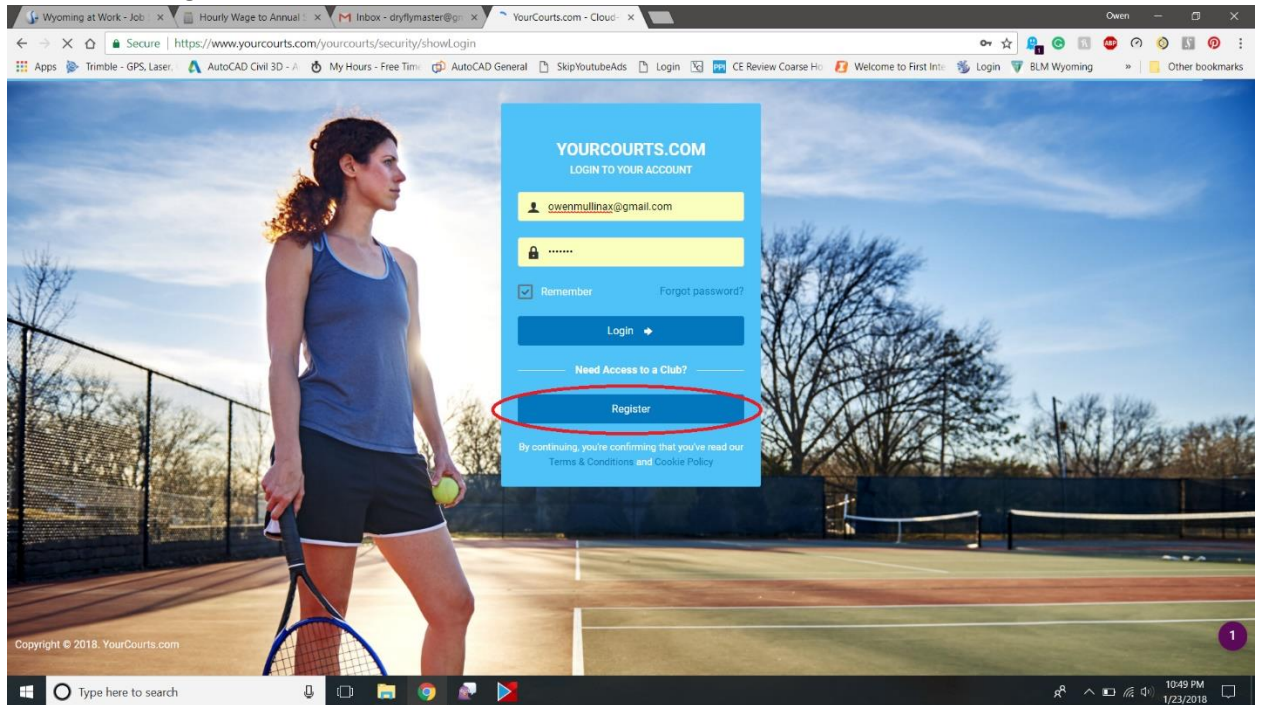 Wyoming at Work - Job
Hourly Wage to Annual
Inbox - dryflymaster@g
YourCourts.com - Cloud-
Owen
Secure | https://www.yourcourts.com/yourcourts/security/showLogin
Apps Trimble - GPS, Laser, AutoCAD Civil 3D - A My Hours - Free Time AutoCAD General SkipYoutubeAds Login PPI CE Review Coarse Ho Welcome to First Inte Login BLM Wyoming » Other bookmarks
YOURCOURTS.COM
LOGIN TO YOUR ACCOUNT
owenmullinax@gmail.com
•••••••
Remember Forgot password?
Login
Need Access to a Club?
Register
By continuing, you're confirming that you've read our
Terms & Conditions and Cookie Policy
Copyright © 2018. YourCourts.com
1
Type here to search
10:49 PM
1/23/2018